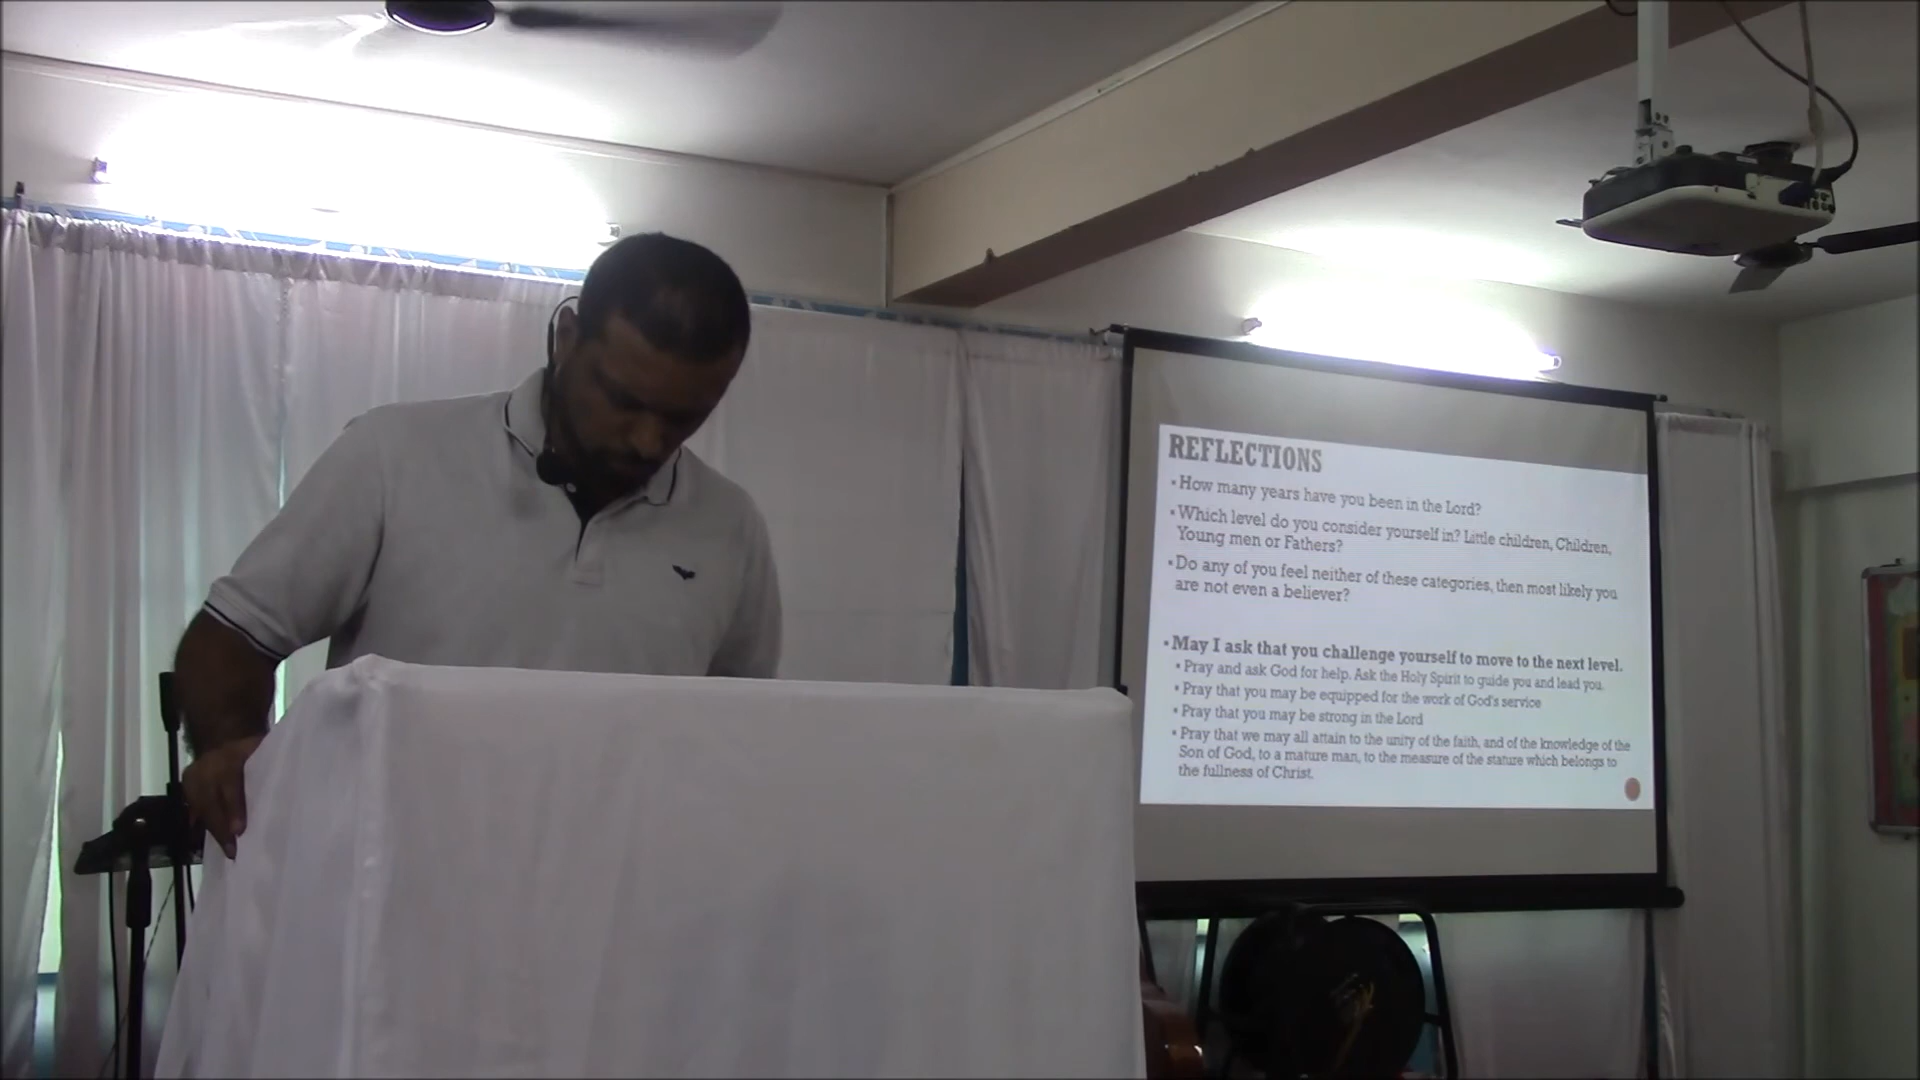 REFLECTIONS
▪ How many years have you been in the Lord?
▪ Which level do you consider yourself in? Little children, Children,
Young men or Fathers?
▪ Do any of you feel neither of these categories, then most likely you
are not even a believer?
▪ May I ask that you challenge yourself to move to the next level.
▪ Pray and ask God for help. Ask the Holy Spirit to guide you and lead you.
▪ Pray that you may be equipped for the work of God's service
▪ Pray that you may be strong in the Lord
▪ Pray that we may all attain to the unity of the faith, and of the knowledge of the
Son of God, to a mature man, to the measure of the stature which belongs to
the fullness of Christ.